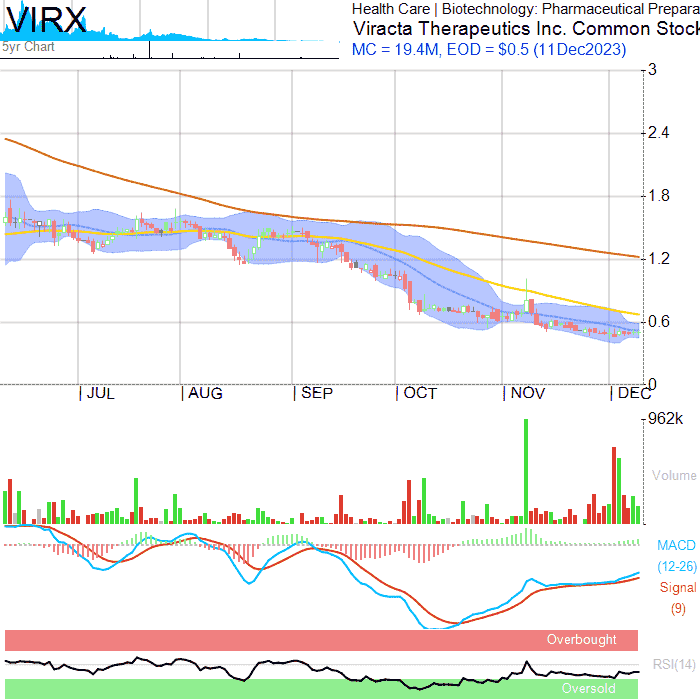 VIRX
Health Care | Biotechnology: Pharmaceutical Prepara
Viracta Therapeutics Inc. Common Stock
MC = 19.4M, EOD = $0.5 (11Dec2023)
5yr Chart
3
2.4
1.8
1.2
0.6
0
JUL AUG SEP OCT NOV DEC
962k
Volume
MACD
(12-26)
Signal
(9)
Overbought
RSI(14)
Oversold